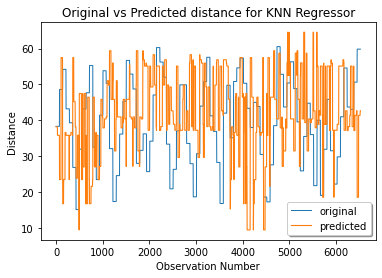 Original vs Predicted distance for KNN Regressor
60
50
40
30
20
10
Distance
0 1000 2000 3000 4000 5000 6000
Observation Number
original
predicted